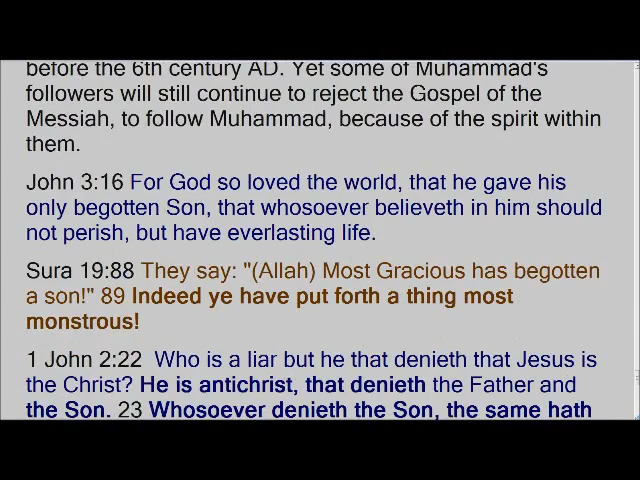 before the 6th century AD. Yet some of Muhammad's
followers will still continue to reject the Gospel of the
Messiah, to follow Muhammad, because of the spirit within
them.
John 3:16 For God so loved the world, that he gave his
only begotten Son, that whosoever believeth in him should
not perish, but have everlasting life.
Sura 19:88 They say: "(Allah) Most Gracious has begotten
a son!" 89 Indeed ye have put forth a thing most
monstrous!
1 John 2:22 Who is a liar but he that denieth that Jesus is
the Christ? He is antichrist, that denieth the Father and
the Son. 23 Whosoever denieth the Son, the same hath